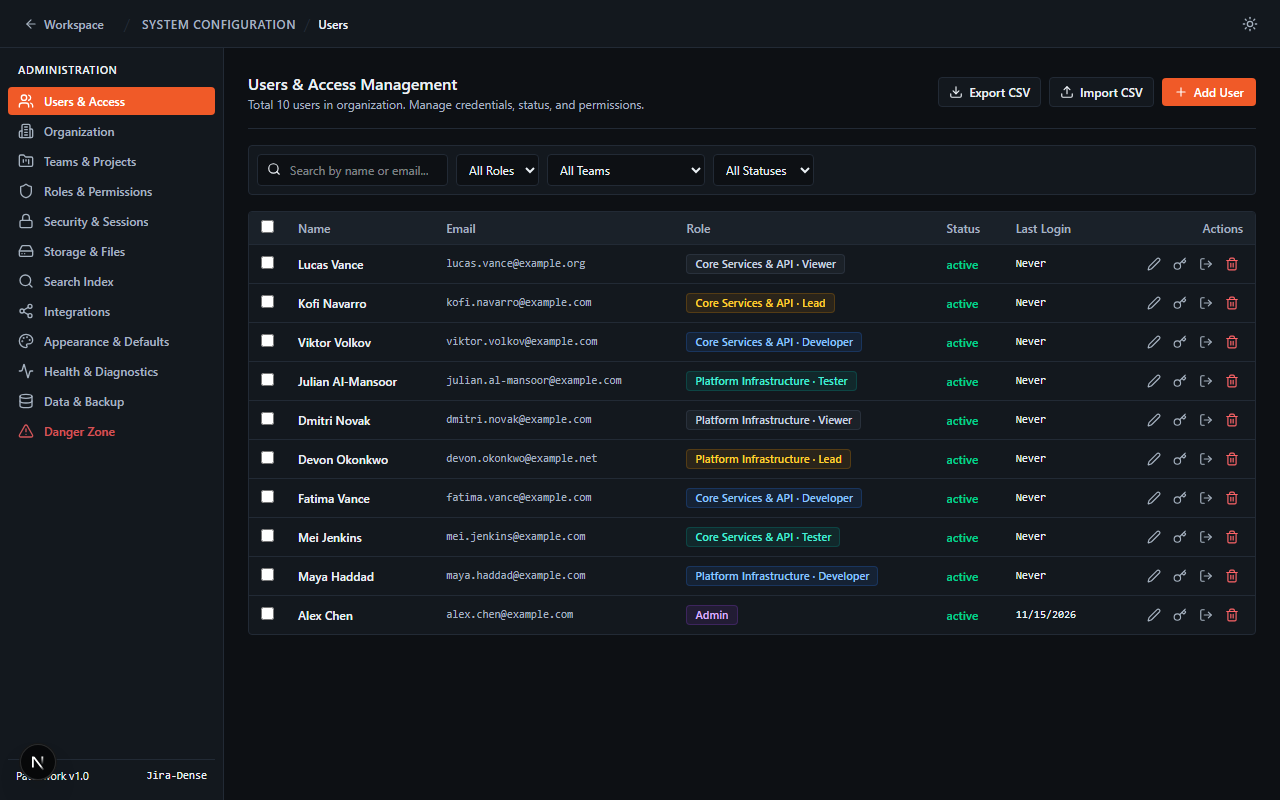 Workspace / SYSTEM CONFIGURATION / Users
ADMINISTRATION
Users & Access
Organization
Teams & Projects
Roles & Permissions
Security & Sessions
Storage & Files
Search Index
Integrations
Appearance & Defaults
Health & Diagnostics
Data & Backup
Danger Zone
N
v1.0 Jira-Dense
Users & Access Management
Total 10 users in organization. Manage credentials, status, and permissions.
Export CSV Import CSV Add User
Search by name or email... All Roles All Teams All Statuses
Name Email Role Status Last Login Actions
Lucas Vance lucas.vance@example.org Core Services & API · Viewer active Never
Kofi Navarro kofi.navarro@example.com Core Services & API · Lead active Never
Viktor Volkov viktor.volkov@example.com Core Services & API · Developer active Never
Julian Al-Mansoor julian.al-mansoor@example.com Platform Infrastructure · Tester active Never
Dmitri Novak dmitri.novak@example.com Platform Infrastructure · Viewer active Never
Devon Okonkwo devon.okonkwo@example.net Platform Infrastructure · Lead active Never
Fatima Vance fatima.vance@example.com Core Services & API · Developer active Never
Mei Jenkins mei.jenkins@example.com Core Services & API · Tester active Never
Maya Haddad maya.haddad@example.com Platform Infrastructure · Developer active Never
Alex Chen alex.chen@example.com Admin active 11/15/2026